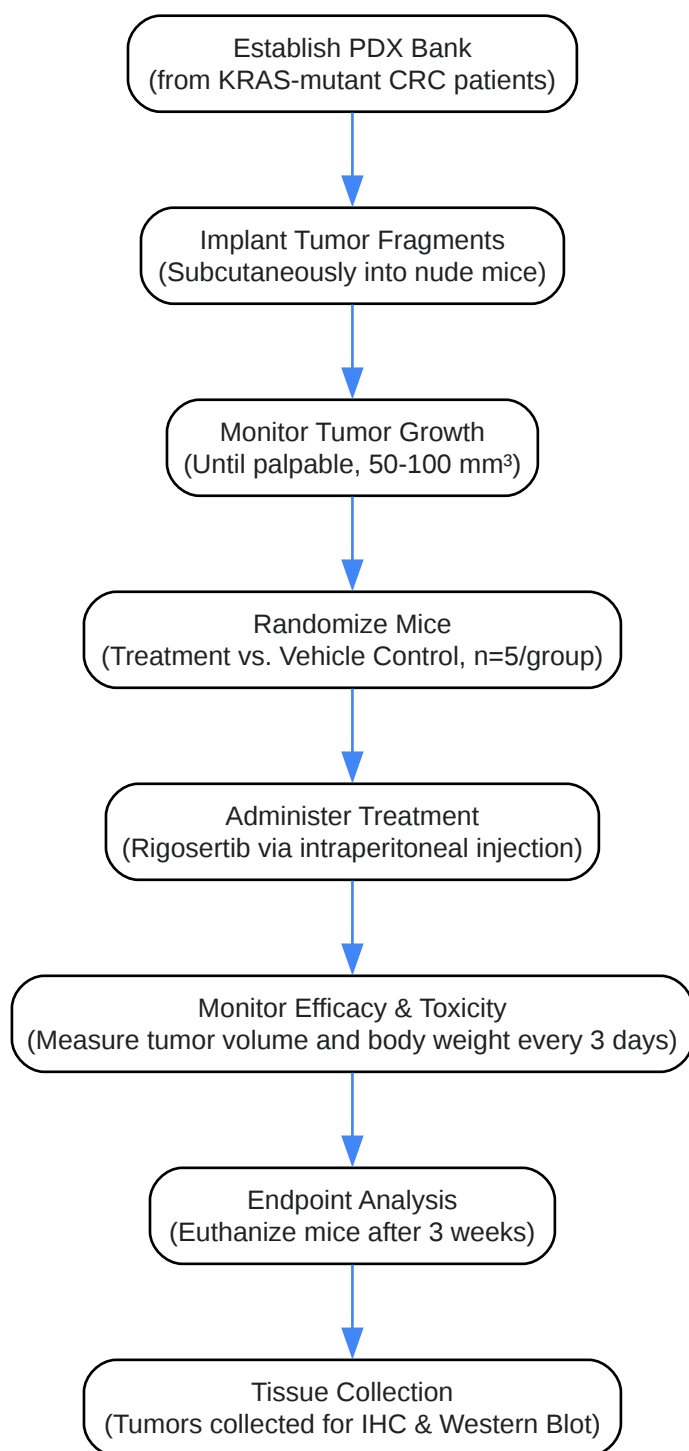 Establish PDX Bank
(from KRAS-mutant CRC patients)
Implant Tumor Fragments
(Subcutaneously into nude mice)
Monitor Tumor Growth
(Until palpable, 50-100 mm³)
Randomize Mice
(Treatment vs. Vehicle Control, n=5/group)
Administer Treatment
(Rigosertib via intraperitoneal injection)
Monitor Efficacy & Toxicity
(Measure tumor volume and body weight every 3 days)
Endpoint Analysis
(Euthanize mice after 3 weeks)
Tissue Collection
(Tumors collected for IHC & Western Blot)